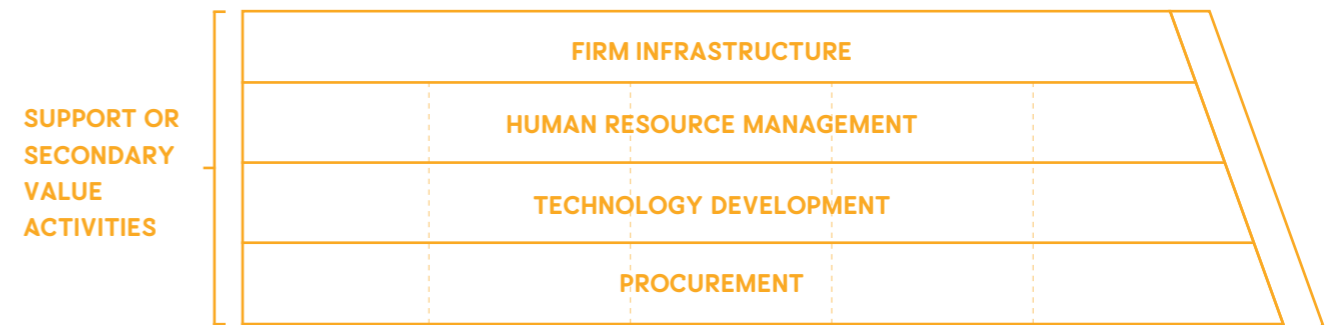 FIRM INFRASTRUCTURE
SUPPORT OR
SECONDARY
VALUE
ACTIVITIES
HUMAN RESOURCE MANAGEMENT
TECHNOLOGY DEVELOPMENT
PROCUREMENT